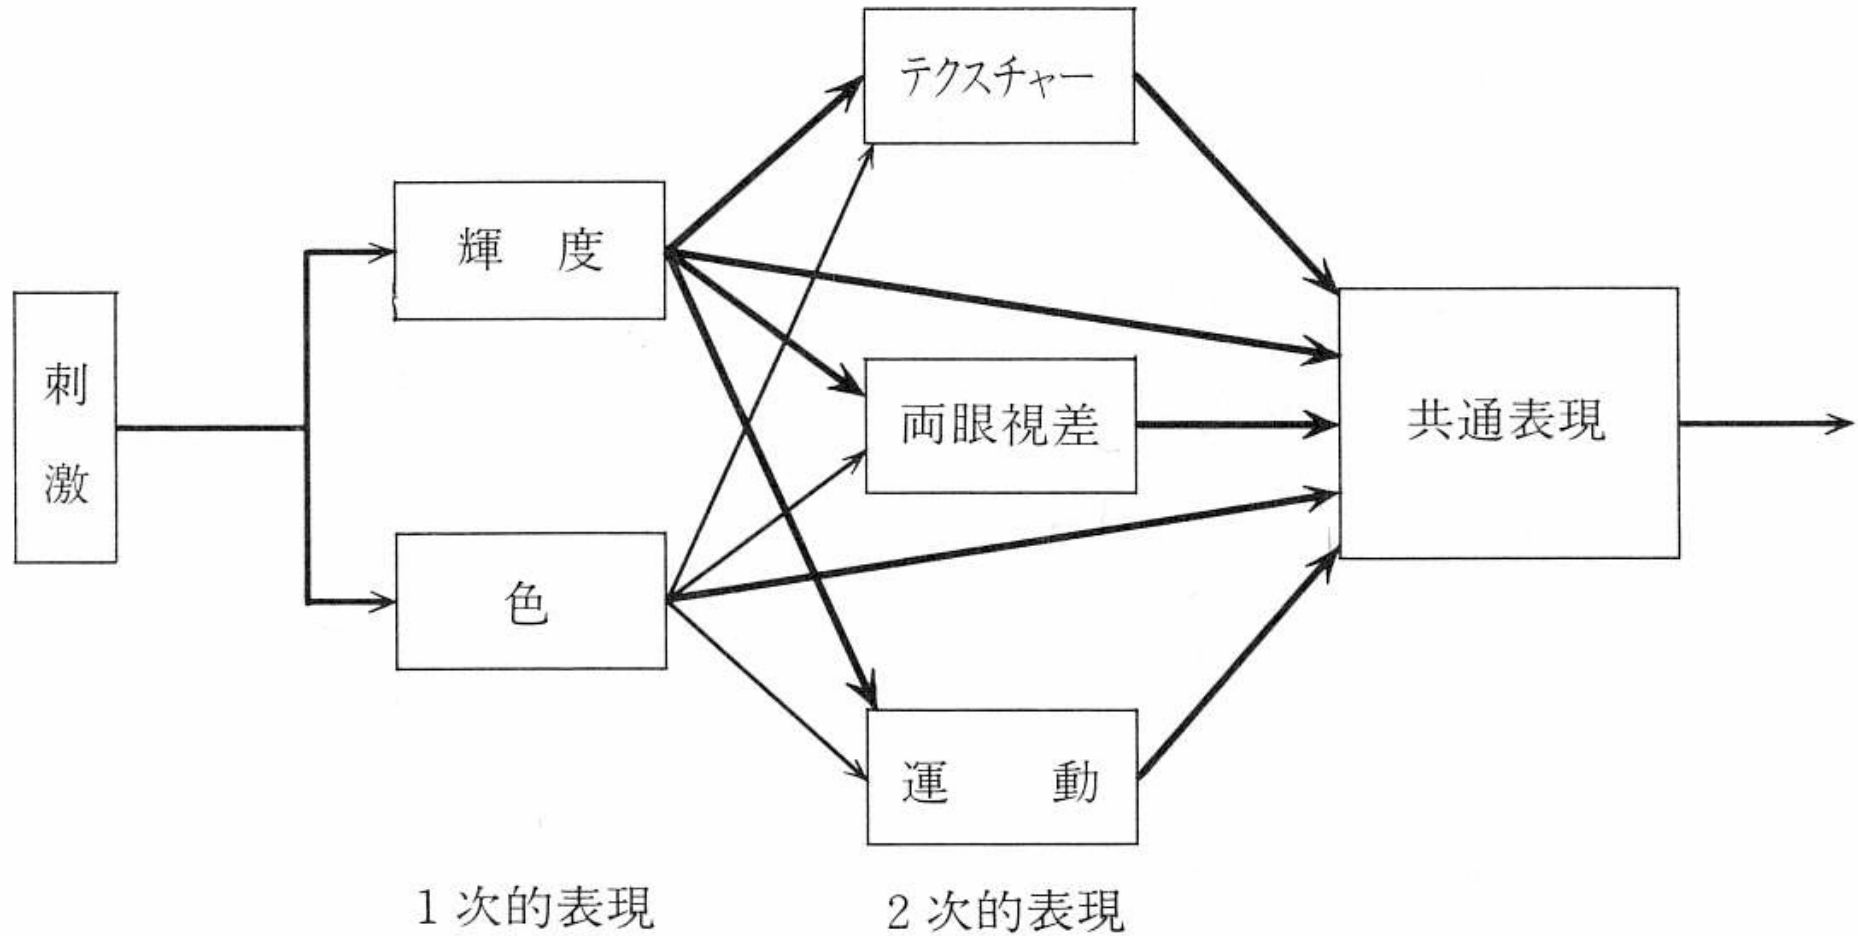 刺激
輝度
色
テクスチャー
両眼視差
運動
共通表現
1次的表現
2次的表現